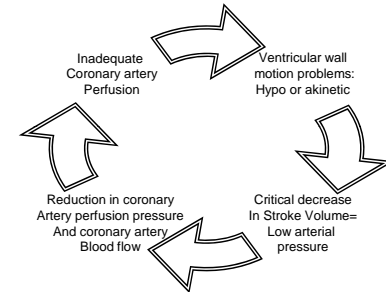 Inadequate
Coronary artery
Perfusion
Ventricular wall
motion problems:
Hypo or akinetic
Critical decrease
In Stroke Volume=
Low arterial
pressure
Reduction in coronary
Artery perfusion pressure
And coronary artery
Blood flow